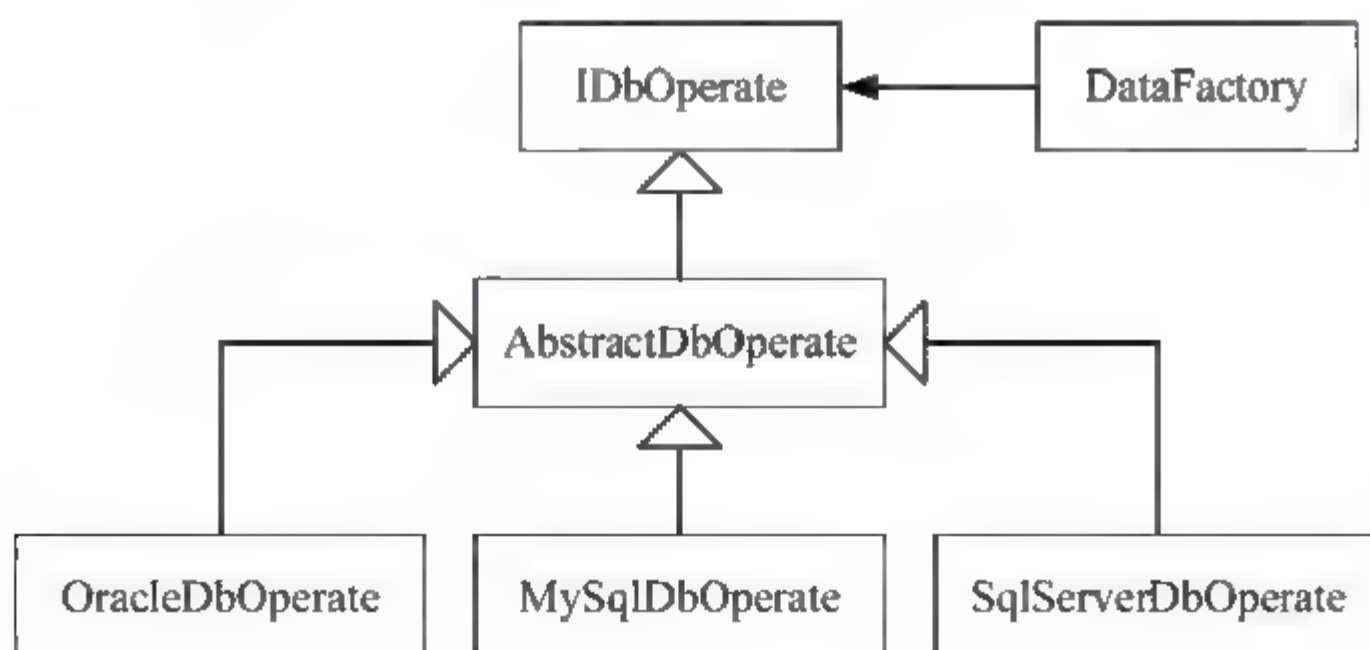 IDbOperate
DataFactory
AbstractDbOperate
OracleDbOperate
MySqlDbOperate
SqlServerDbOperate